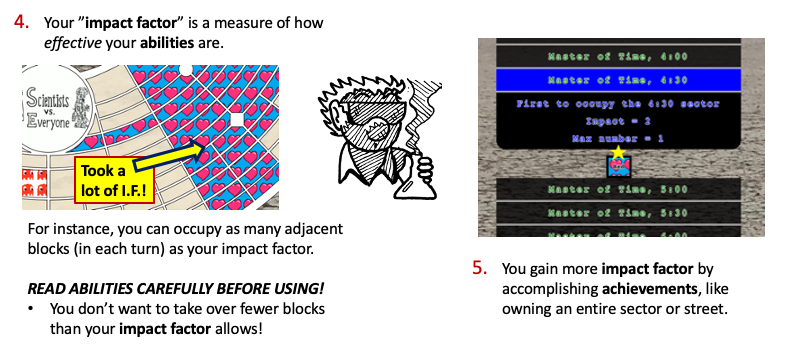 4. Your ”impact factor” is a measure of how
effective your abilities are.
Scientists
vs.
Everyone
Took a
lot of I.F.!
For instance, you can occupy as many adjacent
blocks (in each turn) as your impact factor.
READ ABILITIES CAREFULLY BEFORE USING!
• You don’t want to take over fewer blocks
than your impact factor allows!
Master of Time, 4:00
Master of Time, 4:30
First to occupy the 4:30 sector
Impact = 2
Max number = 1
Master of Time, 5:00
Master of Time, 5:30
5. You gain more impact factor by
accomplishing achievements, like
owning an entire sector or street.